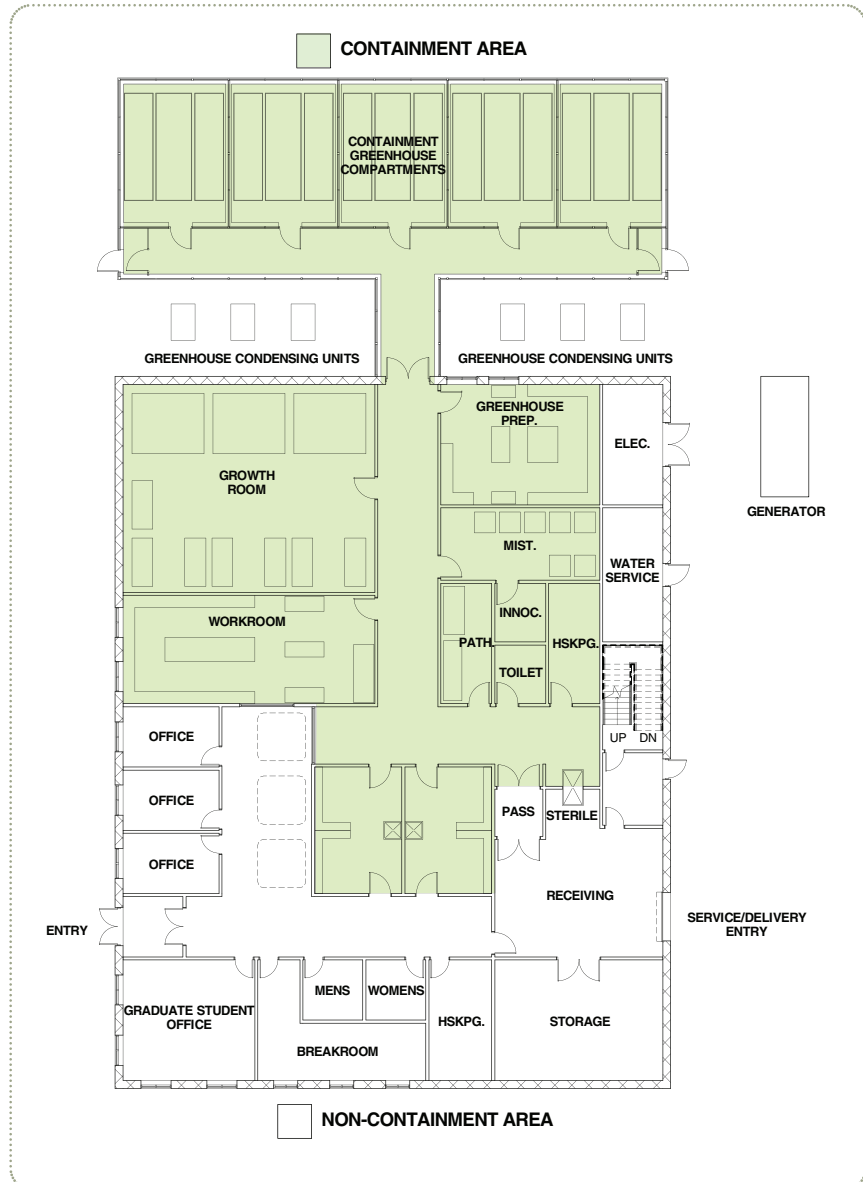 CONTAINMENT AREA
CONTAINMENT
GREENHOUSE
COMPARTMENTS
GREENHOUSE CONDENSING UNITS
GREENHOUSE CONDENSING UNITS
GREENHOUSE
PREP.
ELEC.
GROWTH
ROOM
GENERATOR
MIST.
WATER
SERVICE
WORKROOM
INNOC.
PATH.
HSKPG.
TOILET
OFFICE
UP
DN
OFFICE
PASS
STERILE
OFFICE
RECEIVING
ENTRY
SERVICE/DELIVERY
ENTRY
MENS
WOMENS
GRADUATE STUDENT
OFFICE
HSKPG.
STORAGE
BREAKROOM
NON-CONTAINMENT AREA